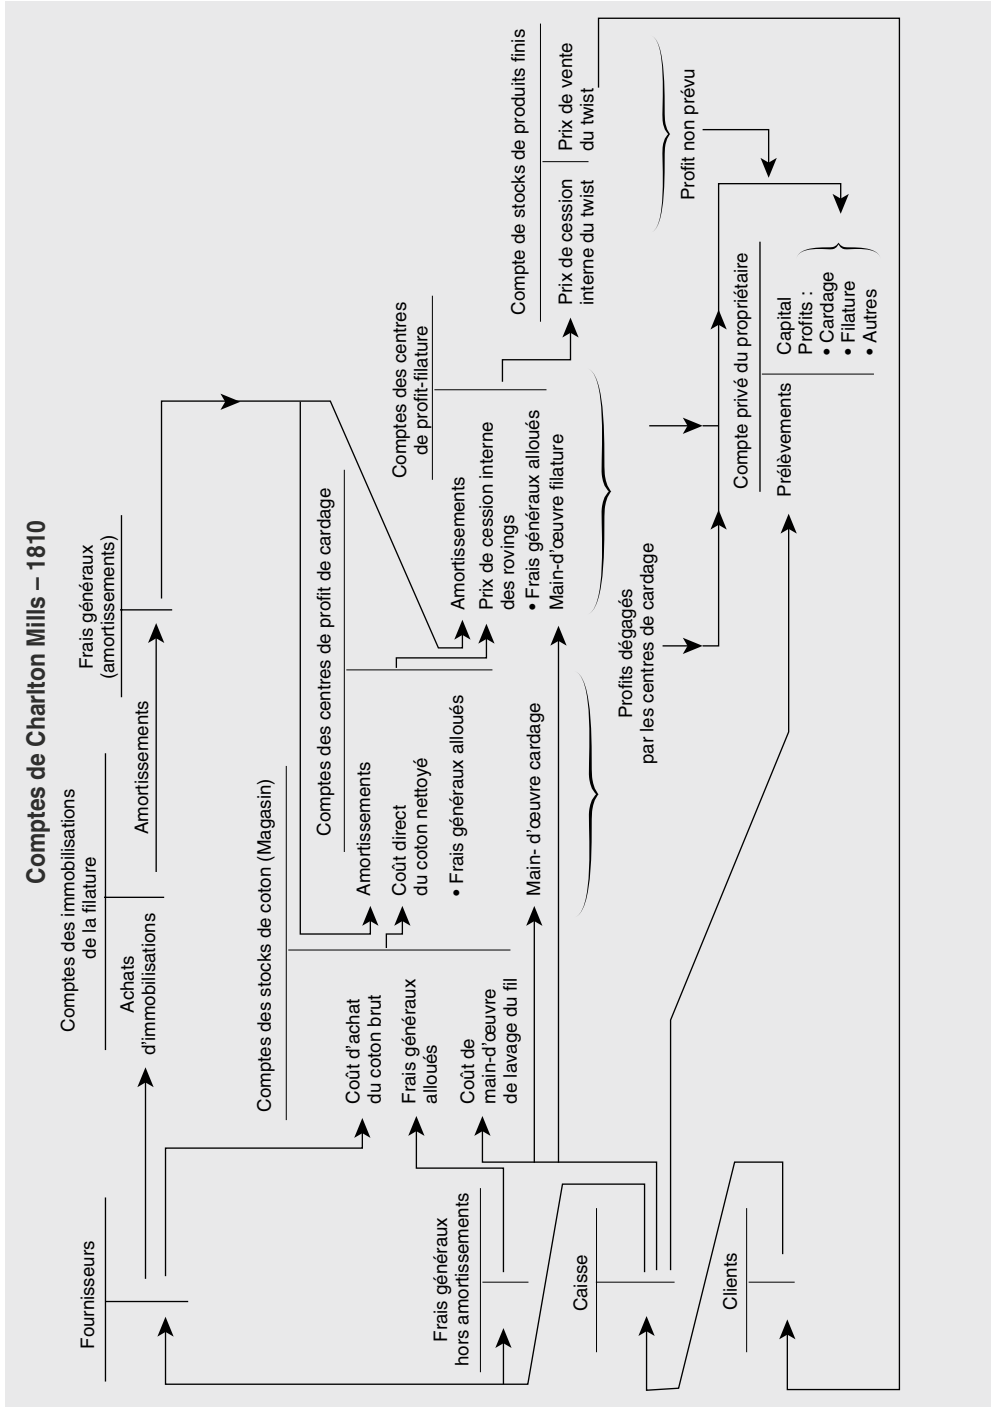 Comptes de Charlton Mills – 1810
Fournisseurs
Comptes des immobilisations
de la filature
Achats
d'immobilisations
Amortissements
Frais généraux
(amortissements)
Comptes des stocks de coton (Magasin)
Coût d'achat
du coton brut
Frais généraux
alloués
Coût de
main-d'œuvre
de lavage du fil
Comptes des centres de profit de cardage
Amortissements
Coût direct
du coton nettoyé
• Frais généraux alloués
Main- d'œuvre cardage
Comptes des centres
de profit-filature
Amortissements
Prix de cession interne
des rovings
• Frais généraux alloués
Main-d'œuvre filature
Compte de stocks de produits finis
Prix de cession
interne du twist
Prix de vente
du twist
Frais généraux
hors amortissements
Caisse
Clients
Profits dégagés
par les centres de cardage
Profit non prévu
Compte privé du propriétaire
Prélèvements
Capital
Profits :
• Cardage
• Filature
• Autres